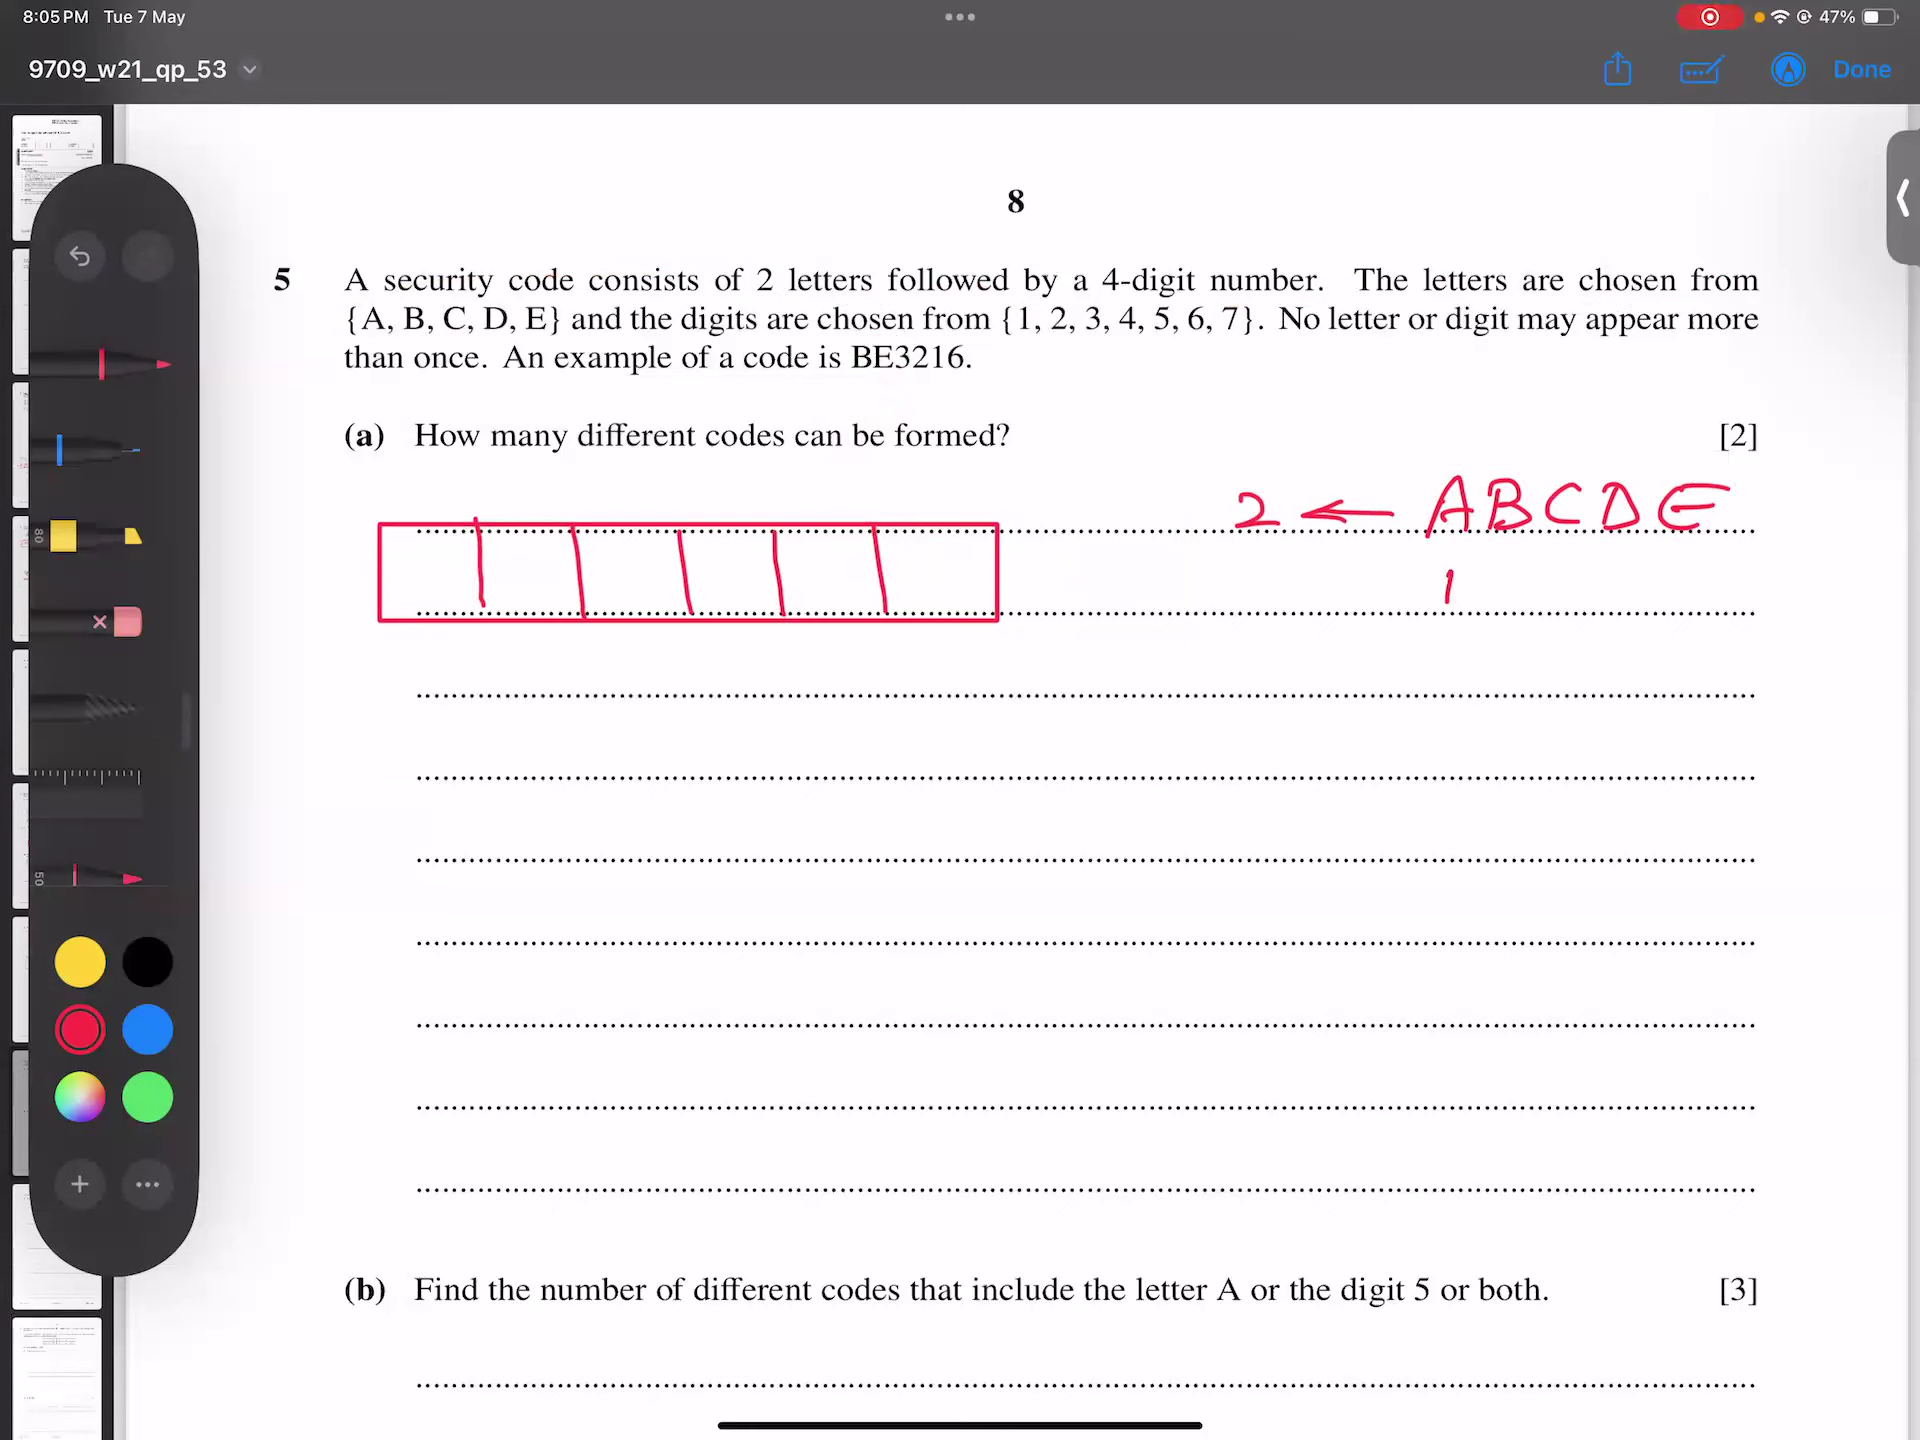 8:05 PM Tue 7 May
47%
9709_w21_qp_53
Done
8
5 A security code consists of 2 letters followed by a 4-digit number. The letters are chosen from
{A, B, C, D, E} and the digits are chosen from {1, 2, 3, 4, 5, 6, 7}. No letter or digit may appear more
than once. An example of a code is BE3216.
(a) How many different codes can be formed? [2]
2 ← A B C D E
1
80
50
(b) Find the number of different codes that include the letter A or the digit 5 or both. [3]